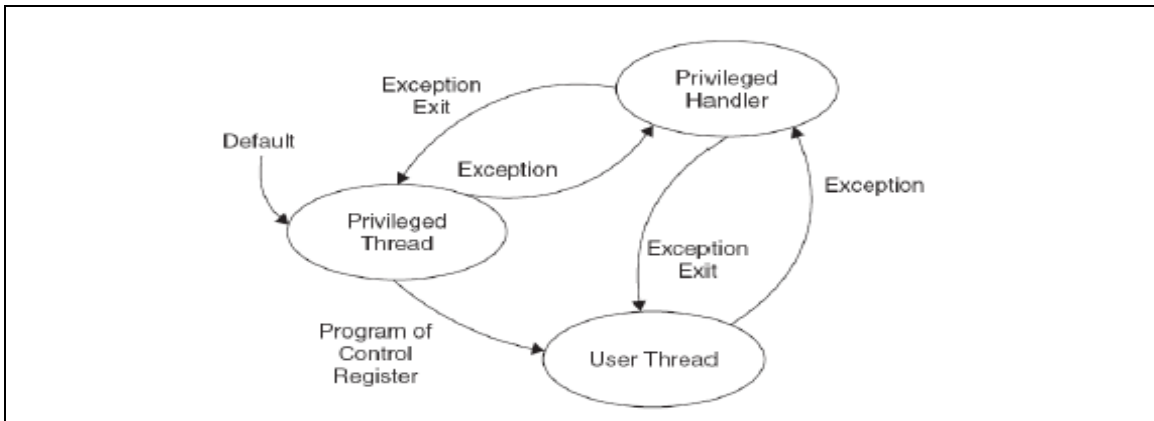 Privileged
Handler
Exception
Exit
Default
Exception
Exception
Privileged
Thread
Exception
Exit
Program of
Control
Register
User Thread